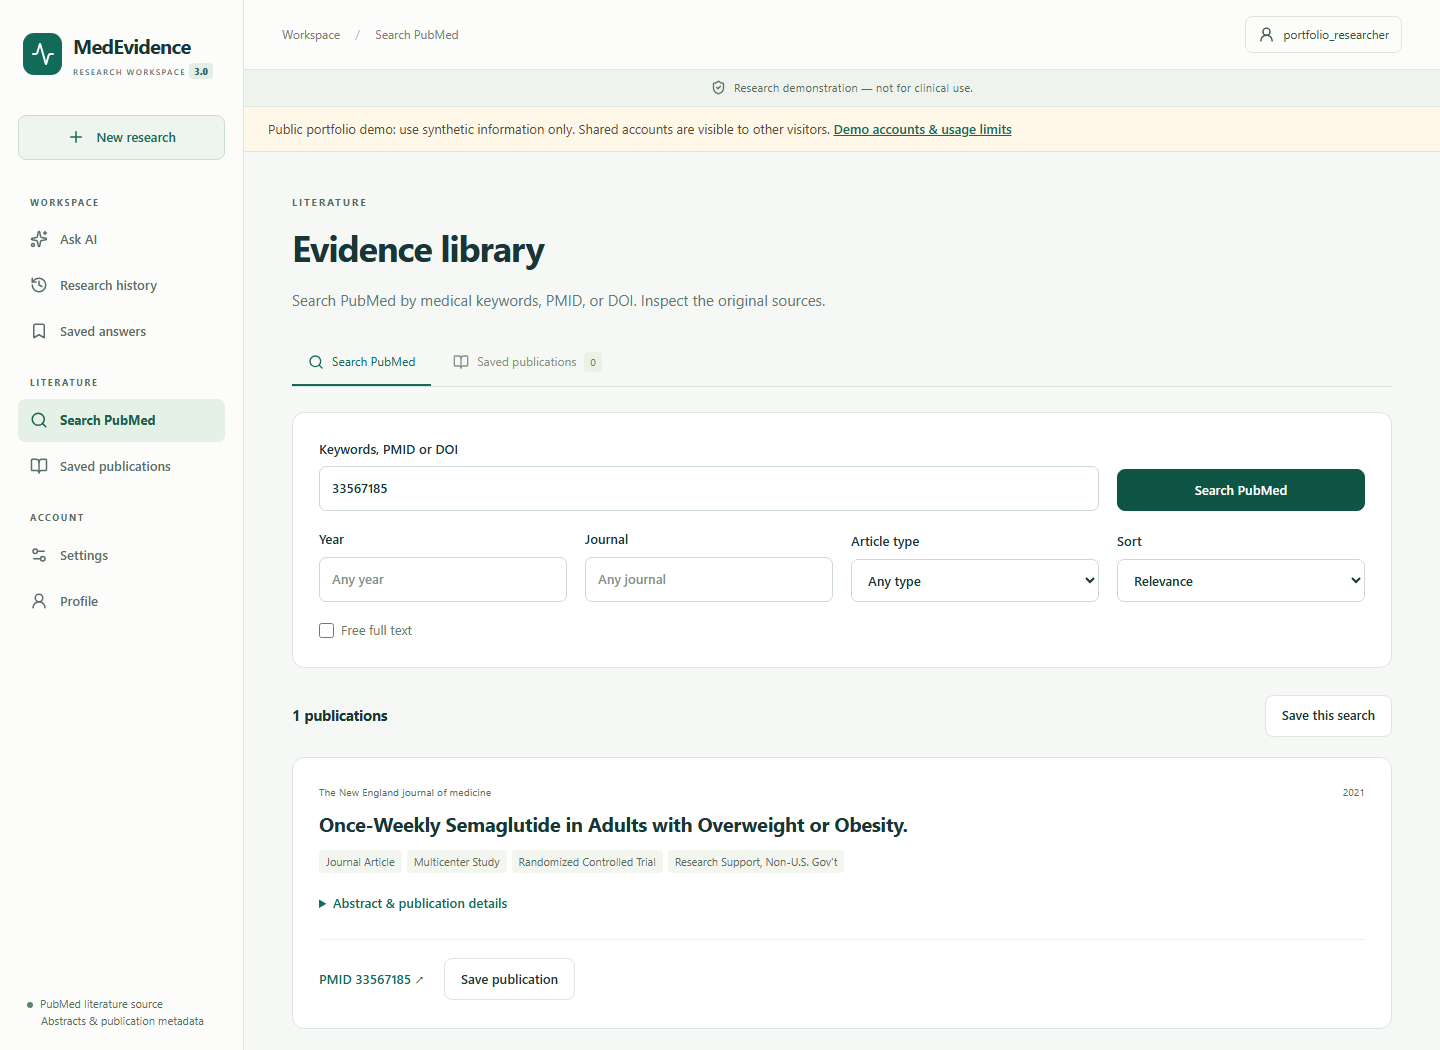 MedEvidence
RESEARCH WORKSPACE 3.0
New research
WORKSPACE
Ask AI
Research history
Saved answers
LITERATURE
Search PubMed
Saved publications
ACCOUNT
Settings
Profile
PubMed literature source
Abstracts & publication metadata
Workspace / Search PubMed
portfolio_researcher
Research demonstration — not for clinical use.
Public portfolio demo: use synthetic information only. Shared accounts are visible to other visitors. Demo accounts & usage limits
LITERATURE
Evidence library
Search PubMed by medical keywords, PMID, or DOI. Inspect the original sources.
Search PubMed
Saved publications 0
Keywords, PMID or DOI
33567185
Search PubMed
Year
Journal
Article type
Sort
Any year
Any journal
Any type
Relevance
Free full text
1 publications
Save this search
The New England journal of medicine
2021
Once-Weekly Semaglutide in Adults with Overweight or Obesity.
Journal Article
Multicenter Study
Randomized Controlled Trial
Research Support, Non-U.S. Gov't
Abstract & publication details
PMID 33567185 ↗
Save publication